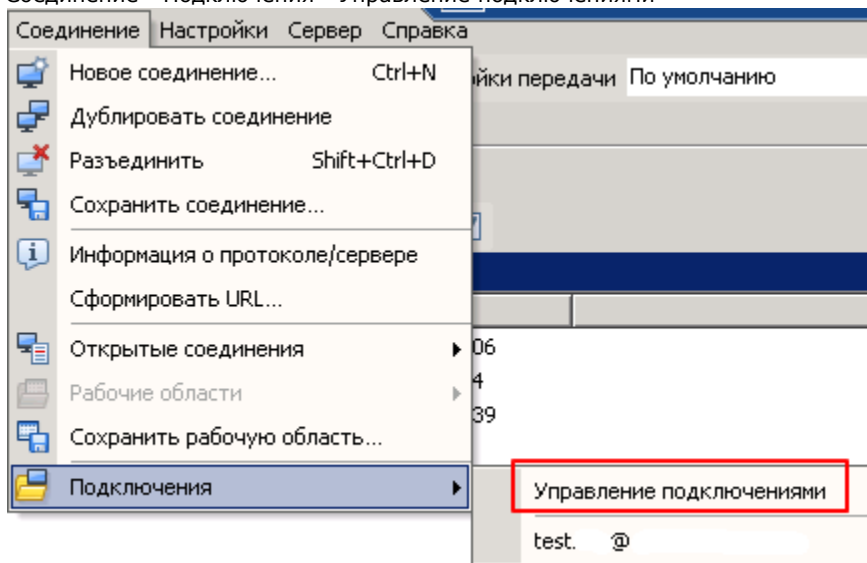 Соединение - Подключения - Управление подключениями
Соединение Настройки Сервер Справка
Новое соединение... Ctrl+N
йки передачи По умолчанию
Дублировать соединение
Разъединить Shift+Ctrl+D
Сохранить соединение...
Информация о протоколе/сервере
Сформировать URL...
Открытые соединения 06
Рабочие области 4
39
Сохранить рабочую область...
Подключения
Управление подключениями
test. @